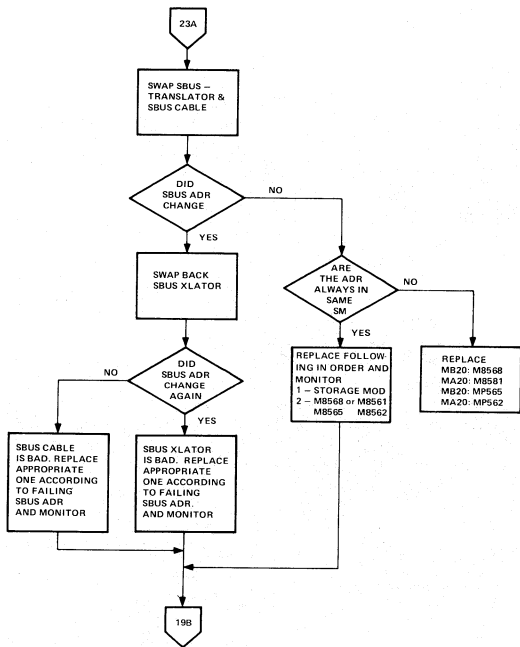 23A
SWAP SBUS –
TRANSLATOR &
SBUS CABLE
DID
SBUS ADR
CHANGE
NO
YES
SWAP BACK
SBUS XLATOR
ARE
THE ADR
ALWAYS IN
SAME
SM
NO
YES
DID
SBUS ADR
CHANGE
AGAIN
NO
YES
REPLACE FOLLOW-
ING IN ORDER AND
MONITOR
1 – STORAGE MOD
2 – M8568 or M8561
M8565 M8562
REPLACE
MB20: M8568
MA20: M8581
MB20: MP565
MA20: MP562
SBUS CABLE
IS BAD. REPLACE
APPROPRIATE
ONE ACCORDING
TO FAILING
SBUS ADR
AND MONITOR
SBUS XLATOR
IS BAD. REPLACE
APPROPRIATE
ONE ACCORDING
TO FAILING
SBUS ADR.
AND MONITOR
19B